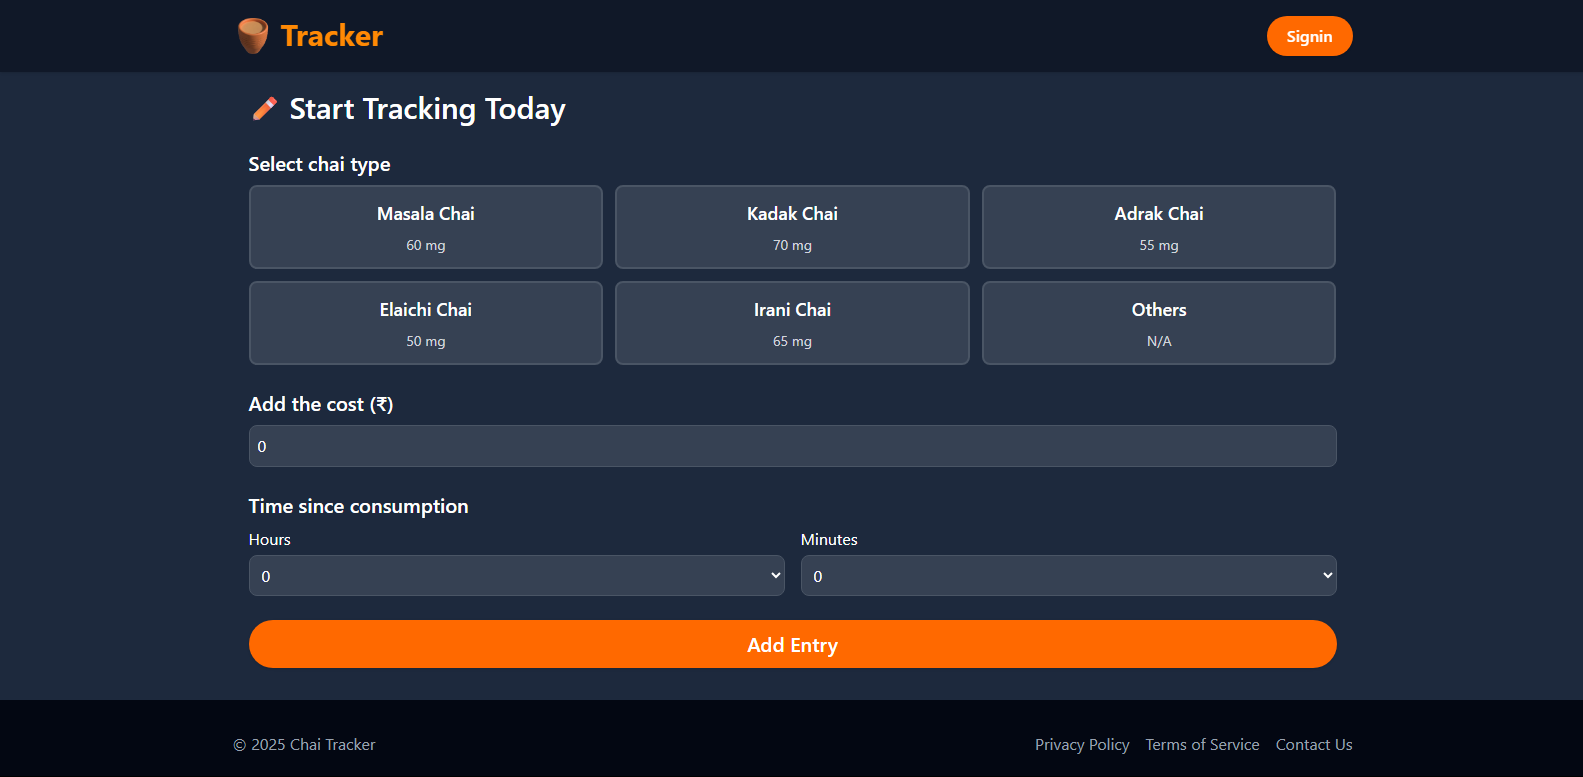 Tracker
Signin
Start Tracking Today
Select chai type
Masala Chai
60 mg
Kadak Chai
70 mg
Adrak Chai
55 mg
Elaichi Chai
50 mg
Irani Chai
65 mg
Others
N/A
Add the cost (₹)
0
Time since consumption
Hours
0
Minutes
0
Add Entry
© 2025 Chai Tracker
Privacy Policy
Terms of Service
Contact Us